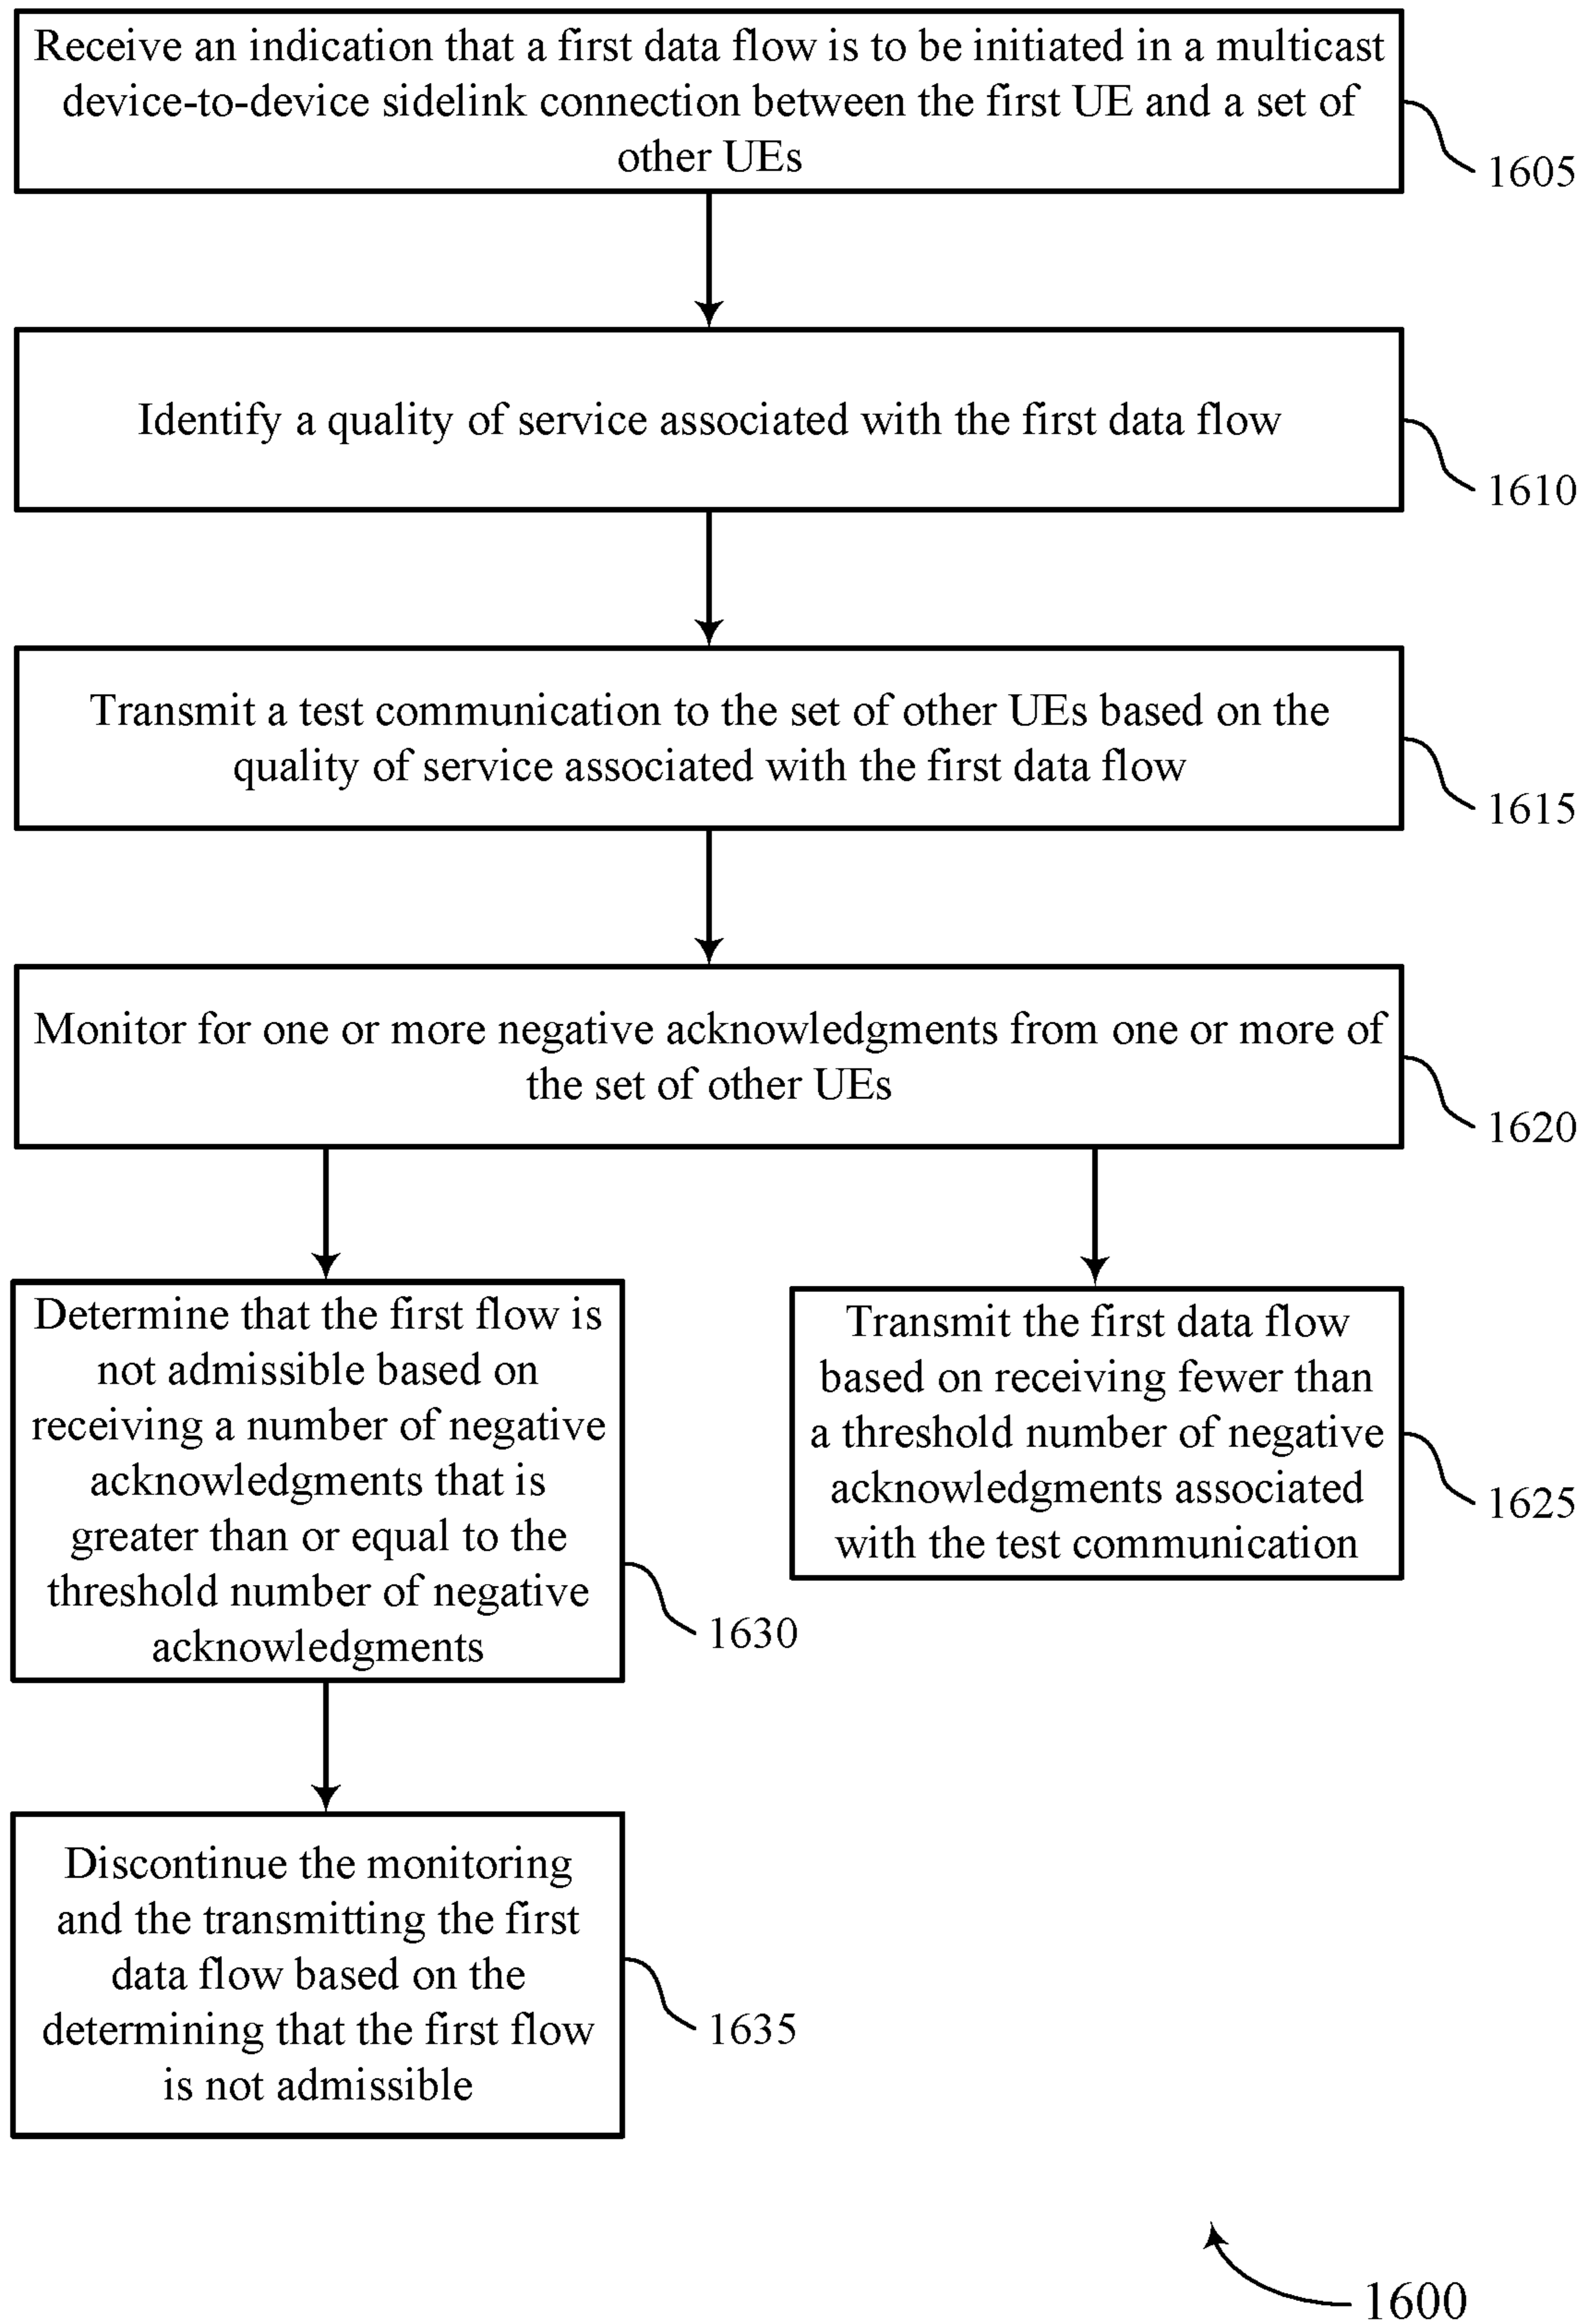 Receive an indication that a first data flow is to be initiated in a multicast
device-to-device sidelink connection between the first UE and a set of
other UEs
1605
Identify a quality of service associated with the first data flow
1610
Transmit a test communication to the set of other UEs based on the
quality of service associated with the first data flow
1615
Monitor for one or more negative acknowledgments from one or more of
the set of other UEs
1620
Determine that the first flow is
not admissible based on
receiving a number of negative
acknowledgments that is
greater than or equal to the
threshold number of negative
acknowledgments
1630
Transmit the first data flow
based on receiving fewer than
a threshold number of negative
acknowledgments associated
with the test communication
1625
Discontinue the monitoring
and the transmitting the first
data flow based on the
determining that the first flow
is not admissible
1635
1600